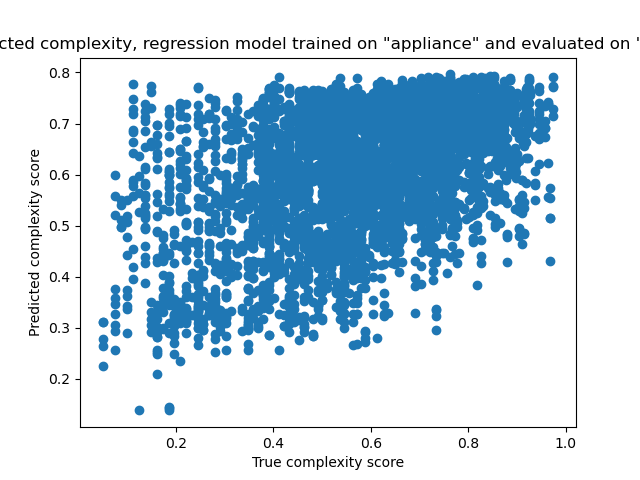 cted complexity, regression model trained on "appliance" and evaluated on "
0.8
0.7
0.6
0.5
0.4
0.3
0.2
Predicted complexity score
0.2 0.4 0.6 0.8 1.0
True complexity score